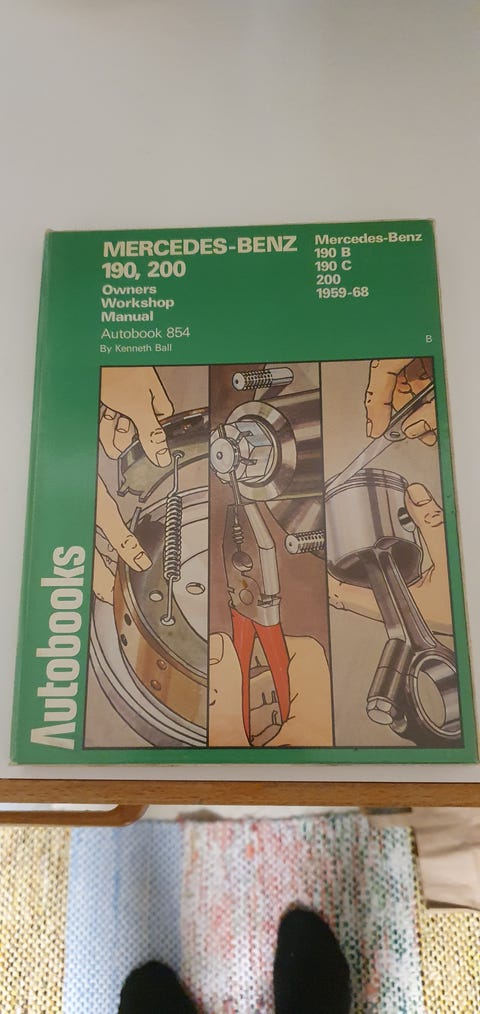 MERCEDES-BENZ
190, 200
Owners
Workshop
Manual
Autobook 854
By Kenneth Ball
Mercedes-Benz
190 B
190 C
200
1959-68
B
Autobooks